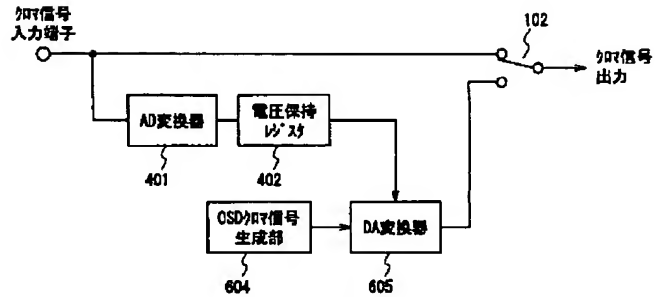 クロマ信号
入力端子
102
クロマ信号
出力
AD変換器
電圧保持
レジスタ
401
402
OSDクロマ信号
生成部
DA変換器
604
605